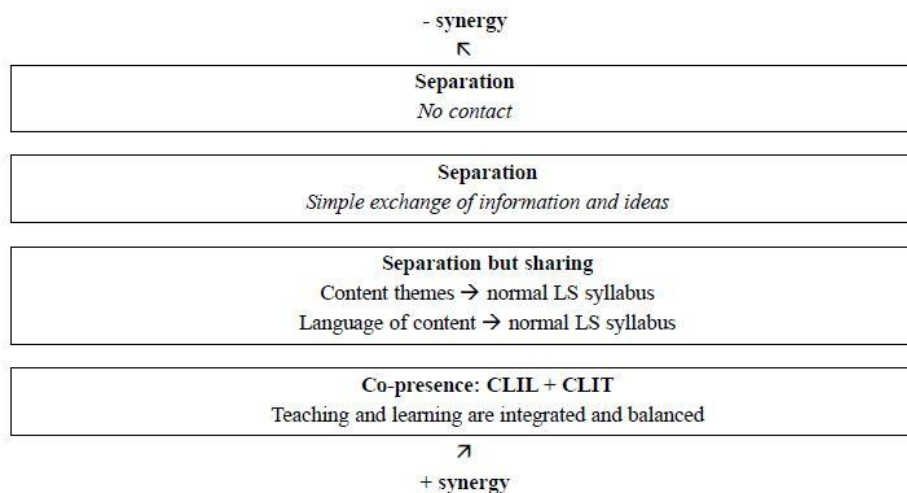 - synergy
↖
Separation
No contact
Separation
Simple exchange of information and ideas
Separation but sharing
Content themes → normal LS syllabus
Language of content → normal LS syllabus
Co-presence: CLIL + CLIT
Teaching and learning are integrated and balanced
↗
+ synergy